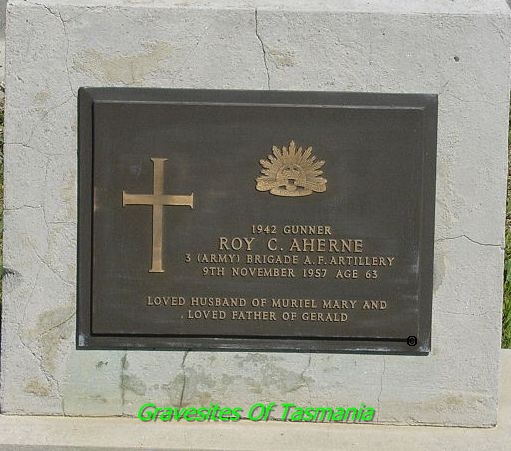 1942 GUNNER
ROY C. AHERNE
3 (ARMY) BRIGADE A.F. ARTILLERY
9TH NOVEMBER 1957 AGE 63
LOVED HUSBAND OF MURIEL MARY AND
LOVED FATHER OF GERALD
Gravesites Of Tasmania